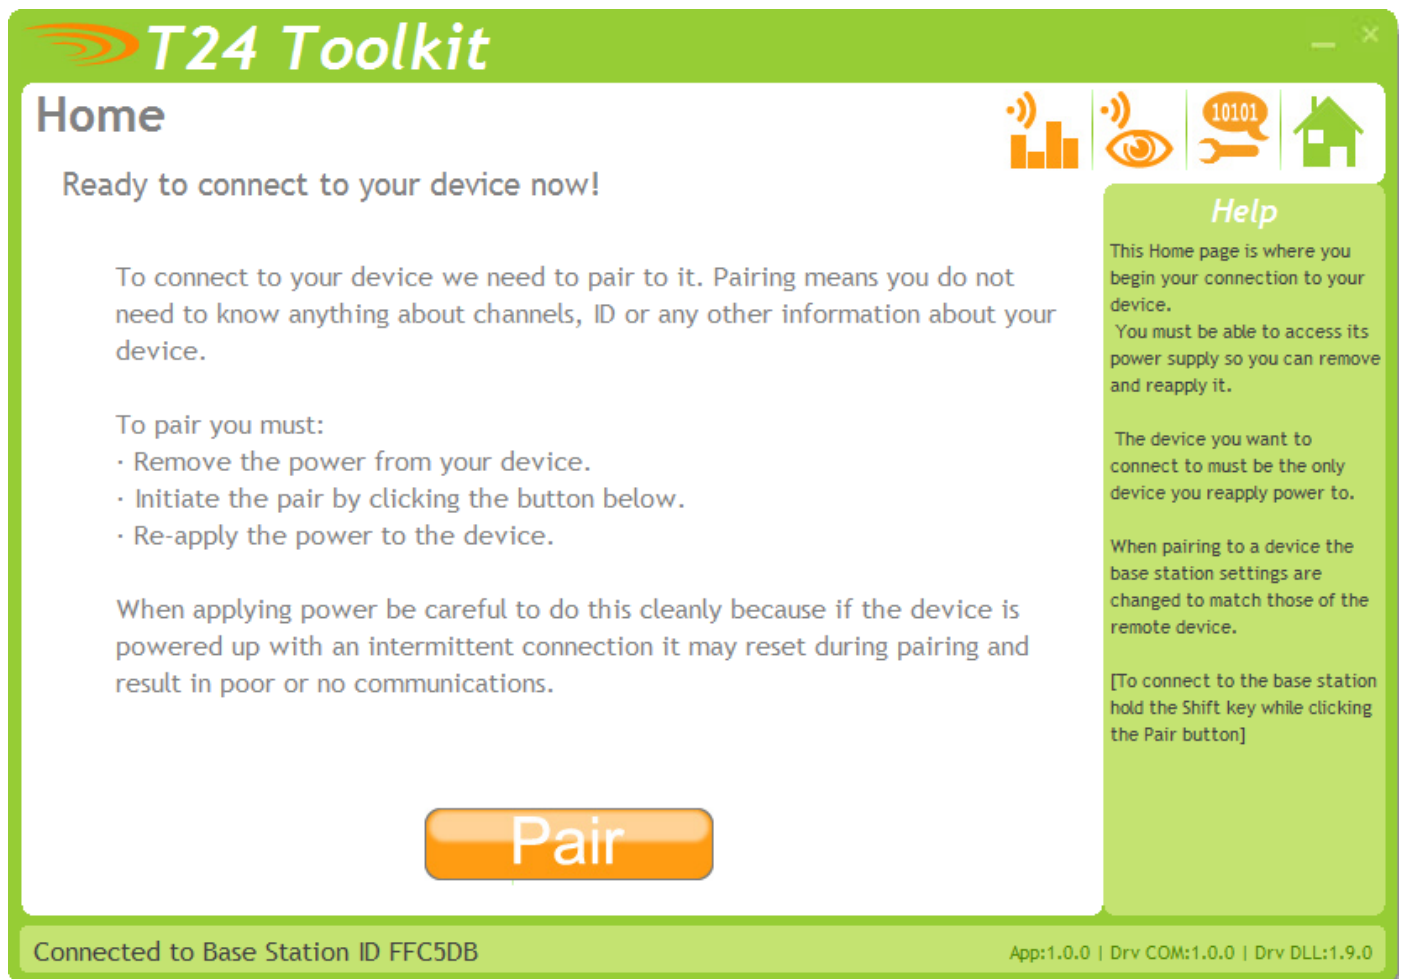 T24 Toolkit
Home
10101
Ready to connect to your device now!
To connect to your device we need to pair to it. Pairing means you do not
need to know anything about channels, ID or any other information about your
device.
To pair you must:
· Remove the power from your device.
· Initiate the pair by clicking the button below.
· Re-apply the power to the device.
When applying power be careful to do this cleanly because if the device is
powered up with an intermittent connection it may reset during pairing and
result in poor or no communications.
Pair
Help
This Home page is where you
begin your connection to your
device.
You must be able to access its
power supply so you can remove
and reapply it.
The device you want to
connect to must be the only
device you reapply power to.
When pairing to a device the
base station settings are
changed to match those of the
remote device.
[To connect to the base station
hold the Shift key while clicking
the Pair button]
Connected to Base Station ID FFC5DB
App:1.0.0 | Drv COM:1.0.0 | Drv DLL:1.9.0